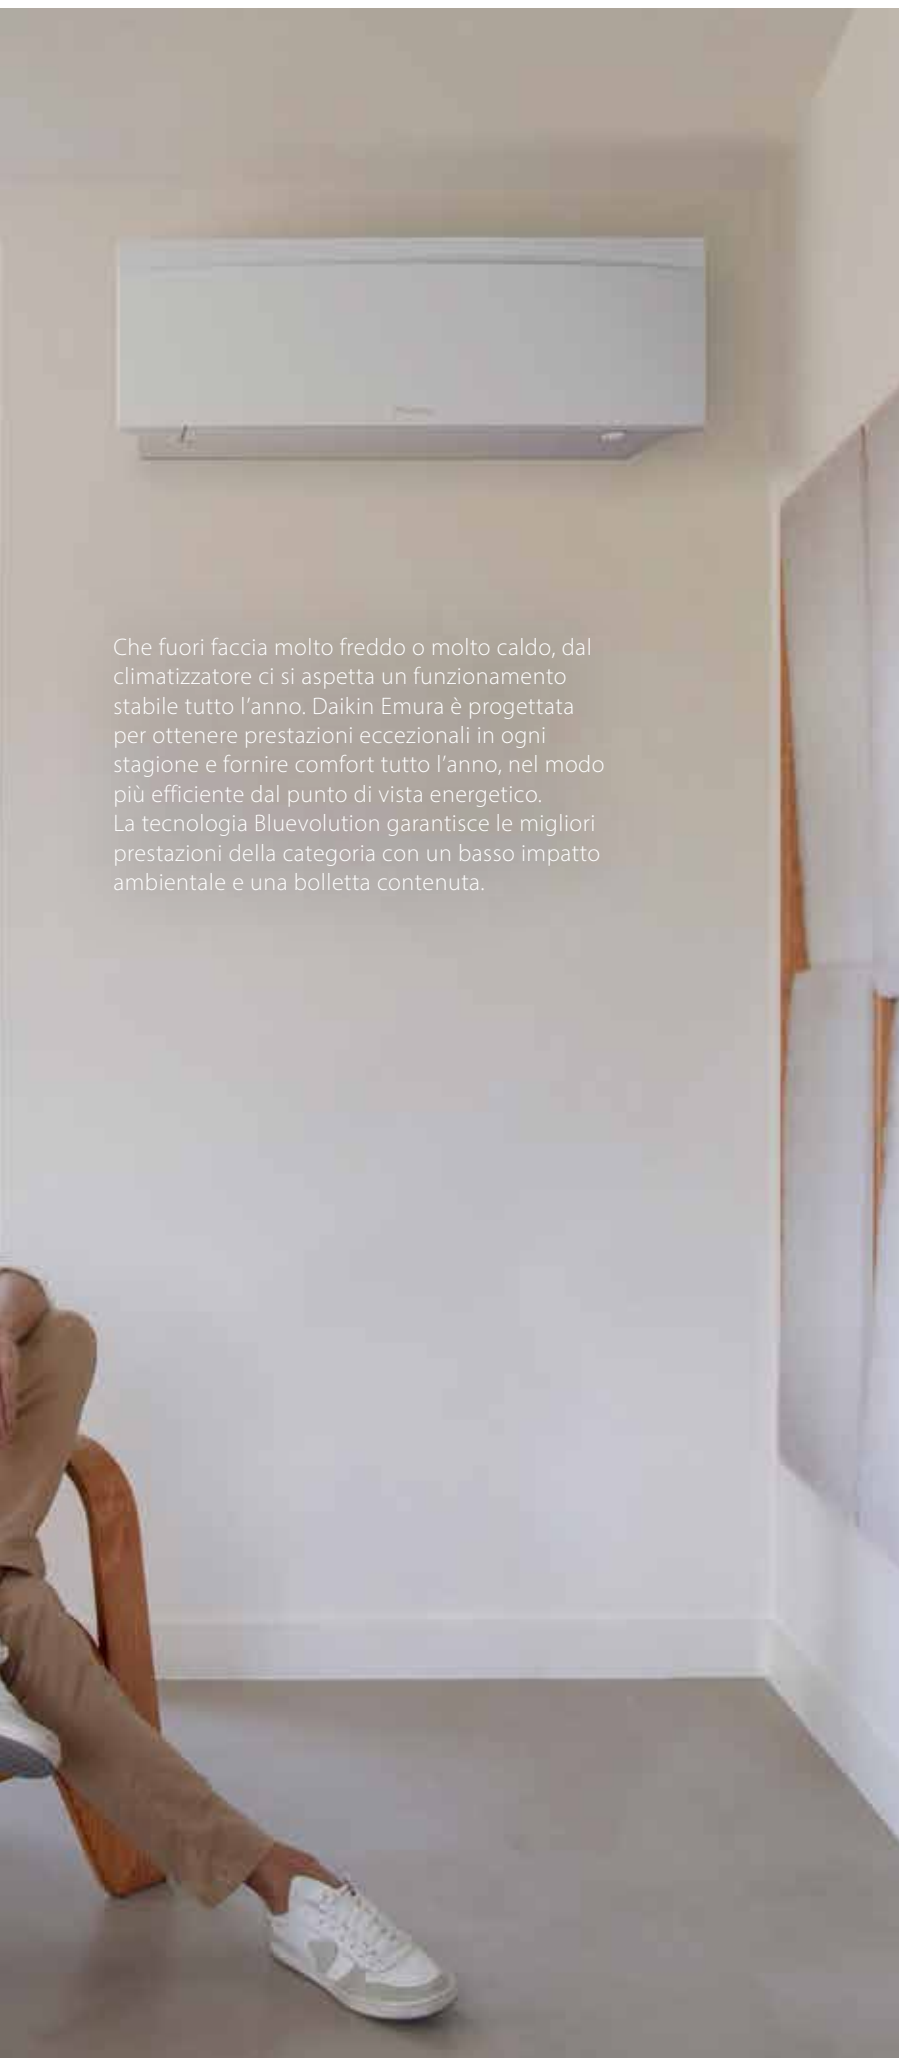 Che fuori faccia molto freddo o molto caldo, dal
climatizzatore ci si aspetta un funzionamento
stabile tutto l’anno. Daikin Emura è progettata
per ottenere prestazioni eccezionali in ogni
stagione e fornire comfort tutto l’anno, nel modo
più efficiente dal punto di vista energetico.
La tecnologia Bluevolution garantisce le migliori
prestazioni della categoria con un basso impatto
ambientale e una bolletta contenuta.